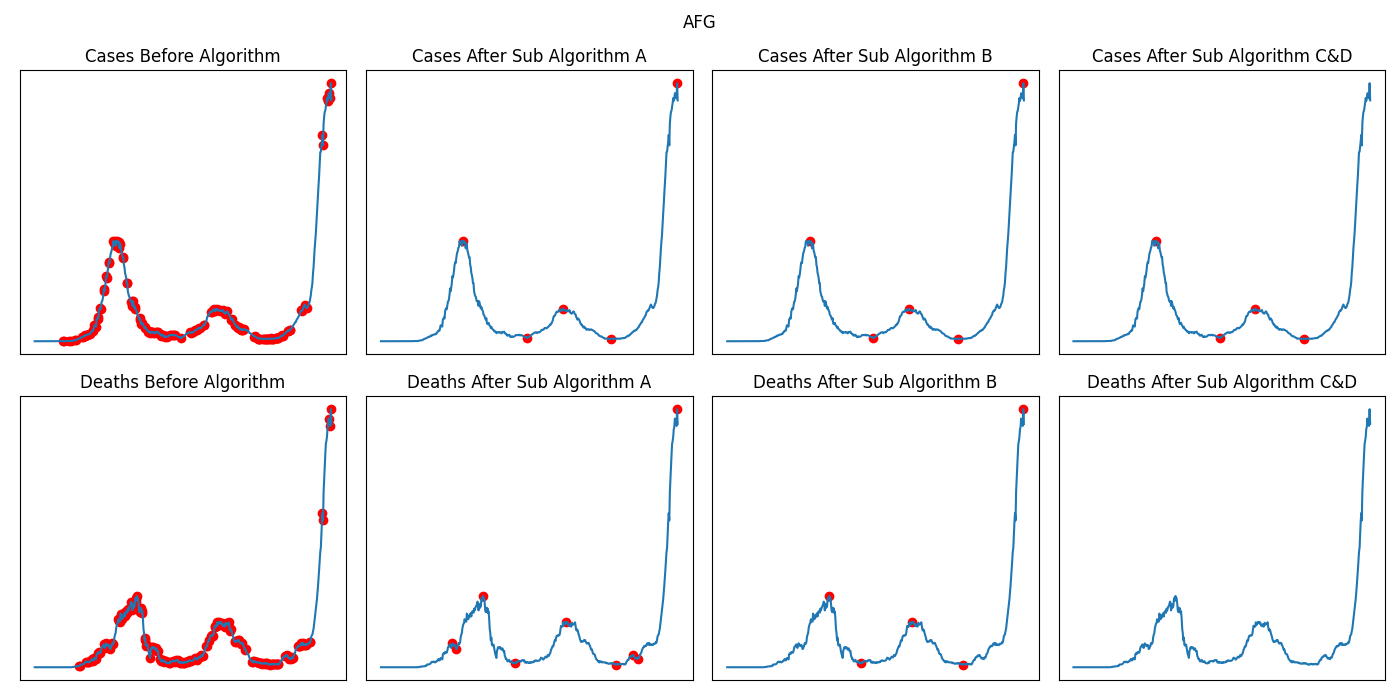 AFG
Cases Before Algorithm
Cases After Sub Algorithm A
Cases After Sub Algorithm B
Cases After Sub Algorithm C&D
Deaths Before Algorithm
Deaths After Sub Algorithm A
Deaths After Sub Algorithm B
Deaths After Sub Algorithm C&D